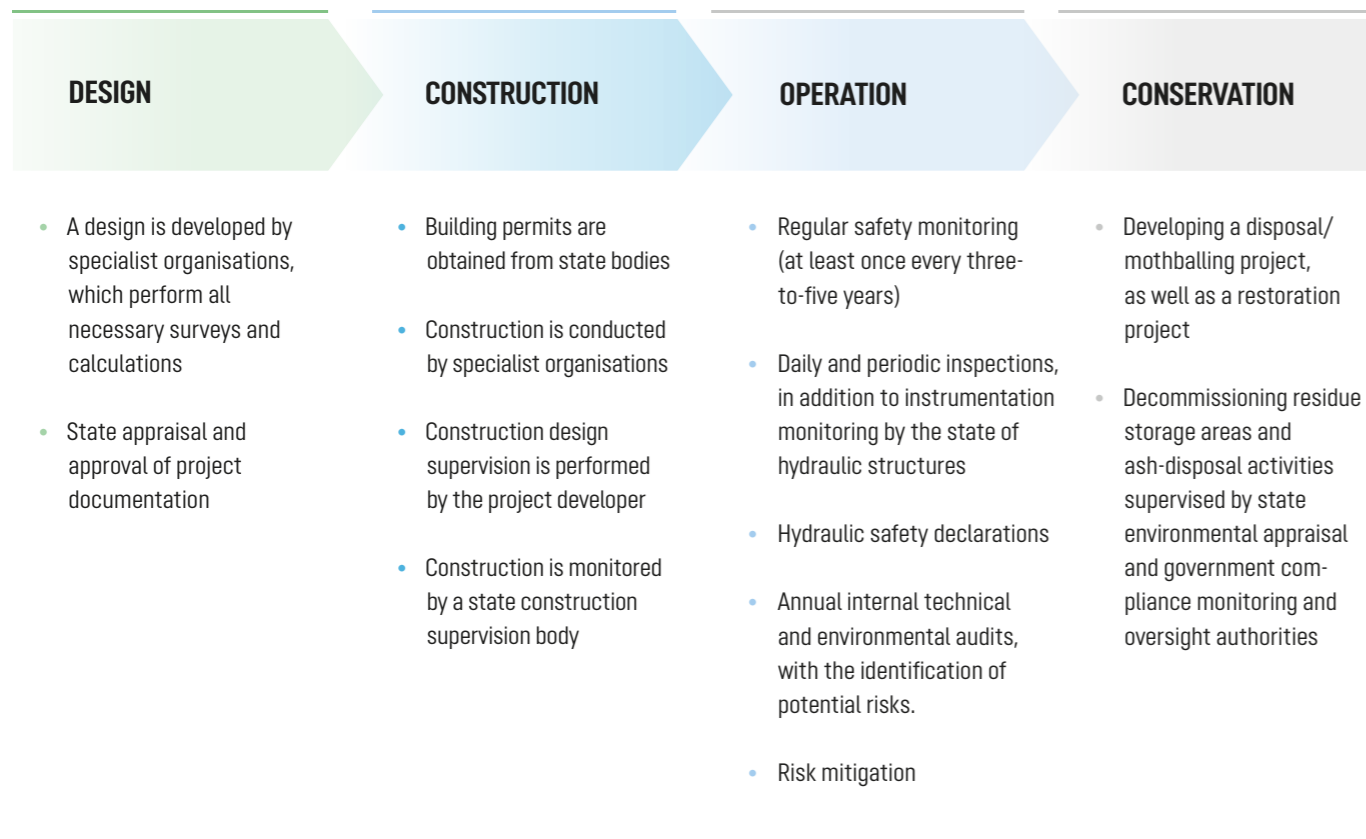 DESIGN
A design is developed by
specialist organisations,
which perform all
necessary surveys and
calculations
State appraisal and
approval of project
documentation
CONSTRUCTION
Building permits are
obtained from state bodies
Construction is conducted
by specialist organisations
Construction design
supervision is performed
by the project developer
Construction is monitored
by a state construction
supervision body
OPERATION
Regular safety monitoring
(at least once every three-
to-five years)
Daily and periodic inspections,
in addition to instrumentation
monitoring by the state of
hydraulic structures
Hydraulic safety declarations
Annual internal technical
and environmental audits,
with the identification of
potential risks.
Risk mitigation
CONSERVATION
Developing a disposal/
mothballing project,
as well as a restoration
project
Decommissioning residue
storage areas and
ash-disposal activities
supervised by state
environmental appraisal
and government com-
pliance monitoring and
oversight authorities